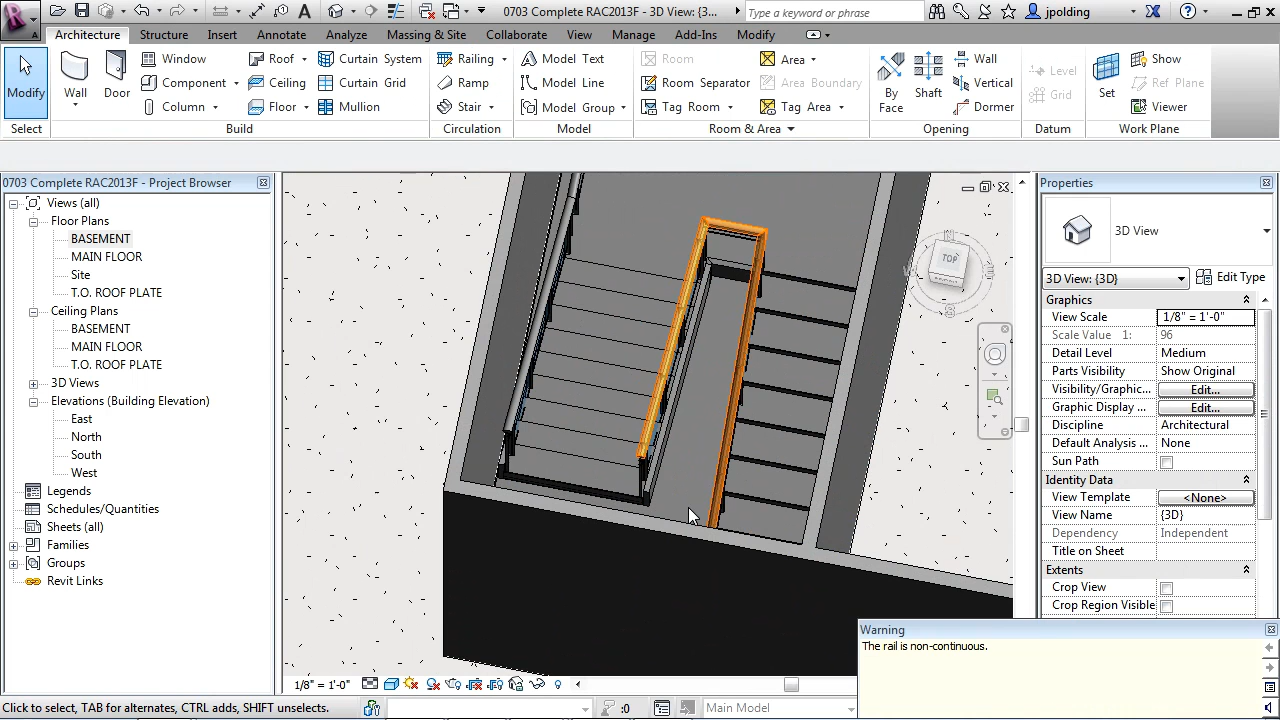 0703 Complete RAC2013F - 3D View: {3...
Type a keyword or phrase
jpolding
Architecture Structure Insert Annotate Analyze Massing & Site Collaborate View Manage Add-Ins Modify
Modify
Wall
Door
Window
Component
Column
Roof
Ceiling
Floor
Curtain System
Curtain Grid
Mullion
Railing
Ramp
Stair
Model Text
Model Line
Model Group
Room
Room Separator
Tag Room
Area
Area Boundary
Tag Area
By
Face
Shaft
Wall
Vertical
Dormer
Level
Grid
Set
Show
Ref Plane
Viewer
Select Build Circulation Model Room & Area Opening Datum Work Plane
0703 Complete RAC2013F - Project Browser
Views (all)
Floor Plans
BASEMENT
MAIN FLOOR
Site
T.O. ROOF PLATE
Ceiling Plans
BASEMENT
MAIN FLOOR
T.O. ROOF PLATE
3D Views
Elevations (Building Elevation)
East
North
South
West
Legends
Schedules/Quantities
Sheets (all)
Families
Groups
Revit Links
TOP
N
S
Properties
3D View
3D View: {3D}
Edit Type
Graphics
View Scale 1/8" = 1'-0"
Scale Value 1: 96
Detail Level Medium
Parts Visibility Show Original
Visibility/Graphic... Edit...
Graphic Display ... Edit...
Discipline Architectural
Default Analysis ... None
Sun Path
Identity Data
View Template <None>
View Name {3D}
Dependency Independent
Title on Sheet
Extents
Crop View
Crop Region Visible
Warning
The rail is non-continuous.
1/8" = 1'-0"
Click to select, TAB for alternates, CTRL adds, SHIFT unselects.
:0
Main Model